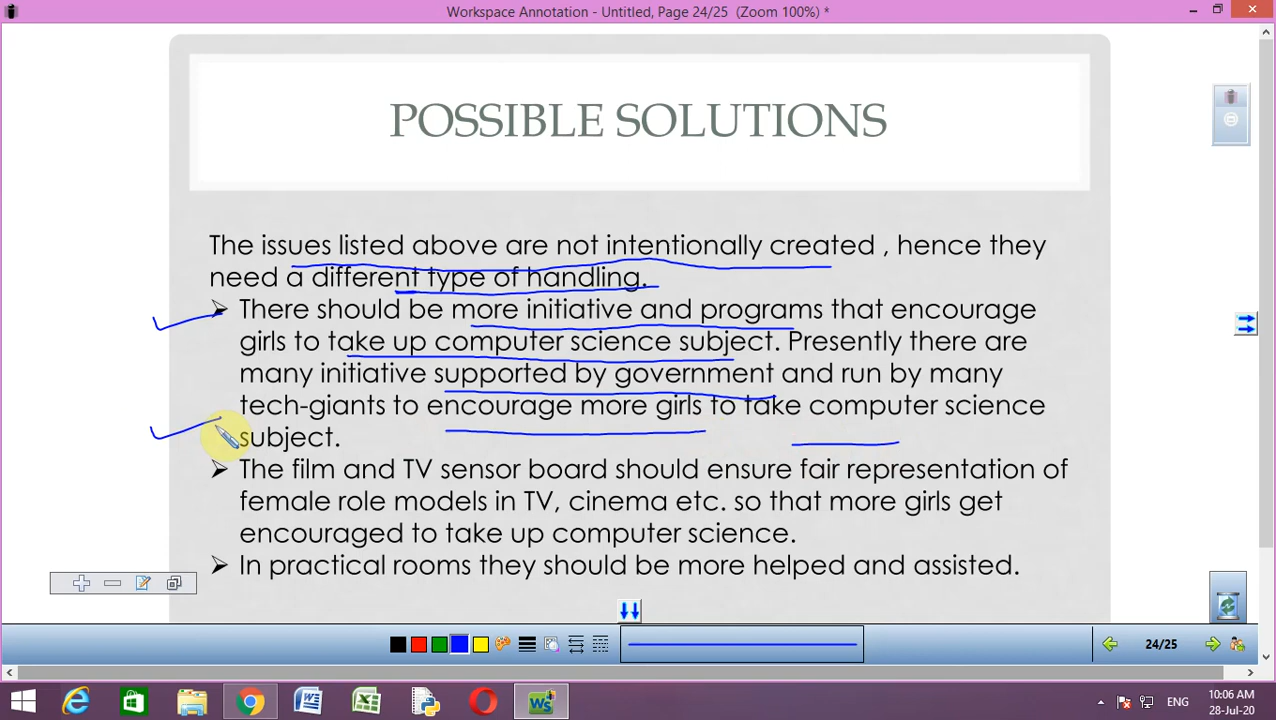 Workspace Annotation - Untitled, Page 24/25 (Zoom 100%) *
POSSIBLE SOLUTIONS
The issues listed above are not intentionally created , hence they
need a different type of handling.
There should be more initiative and programs that encourage
girls to take up computer science subject. Presently there are
many initiative supported by government and run by many
tech-giants to encourage more girls to take computer science
subject.
The film and TV sensor board should ensure fair representation of
female role models in TV, cinema etc. so that more girls get
encouraged to take up computer science.
In practical rooms they should be more helped and assisted.
24/25
ENG
10:06 AM
28-Jul-20